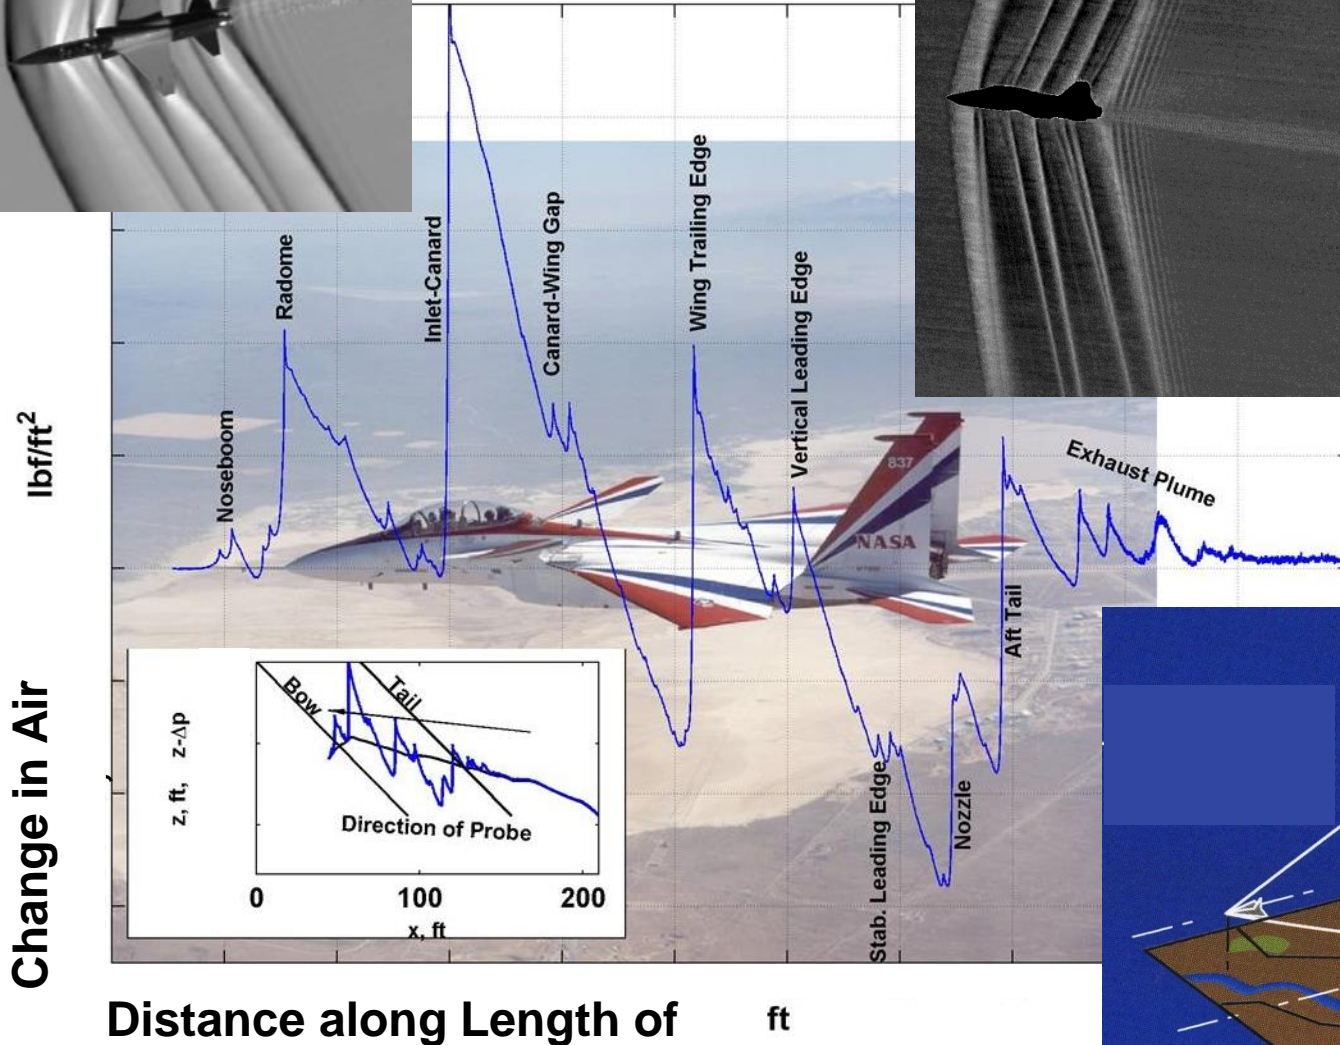 Noseboom
Radome
Inlet-Canard
Canard-Wing Gap
Wing Trailing Edge
Vertical Leading Edge
Stab. Leading Edge
Nozzle
Aft Tail
Exhaust Plume
837
NASA
lbf/ft2
Change in Air
Bow
Tail
z, ft, z-Δp
Direction of Probe
0 100 200
x, ft
Distance along Length of ft